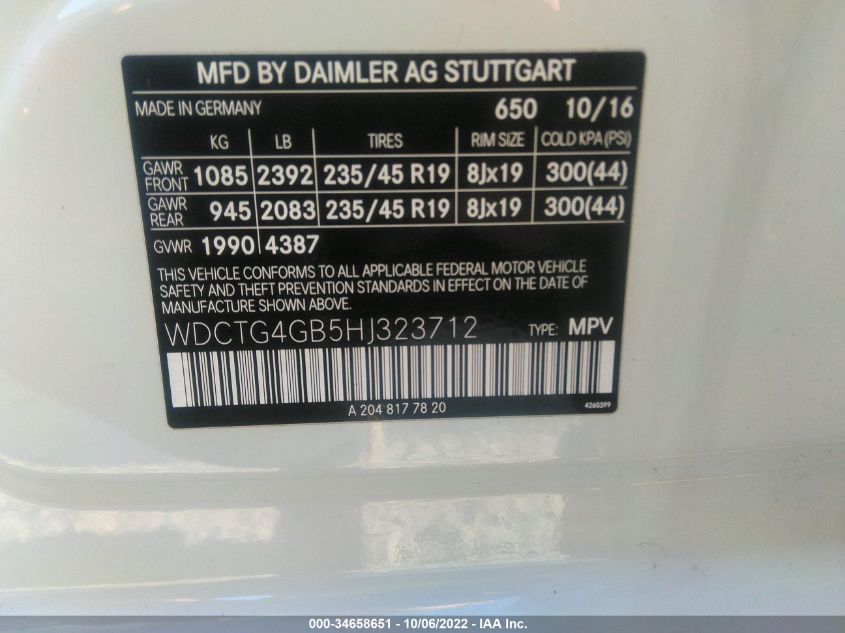 MFD BY DAIMLER AG STUTTGART
MADE IN GERMANY 650 10/16
KG LB TIRES RIM SIZE COLD KPA(PSI)
GAWR FRONT 1085 2392 235/45 R19 8Jx19 300(44)
GAWR REAR 945 2083 235/45 R19 8Jx19 300(44)
GVWR 1990 4387
THIS VEHICLE CONFORMS TO ALL APPLICABLE FEDERAL MOTOR VEHICLE
SAFETY AND THEFT PREVENTION STANDARDS IN EFFECT ON THE DATE OF
MANUFACTURE SHOWN ABOVE.
WDCTG4GB5HJ323712 TYPE: MPV
A 204 817 78 20 4260399
000-34658651 - 10/06/2022 - IAA Inc.